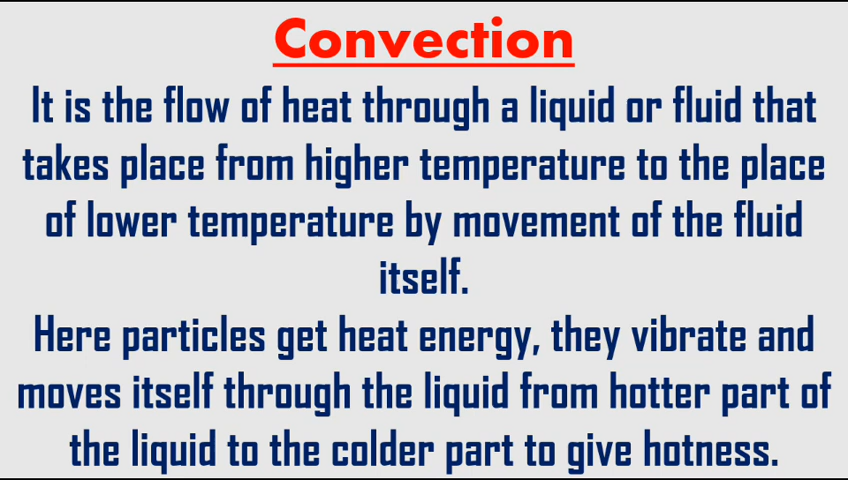 Convection
It is the flow of heat through a liquid or fluid that
takes place from higher temperature to the place
of lower temperature by movement of the fluid
itself.
Here particles get heat energy, they vibrate and
moves itself through the liquid from hotter part of
the liquid to the colder part to give hotness.